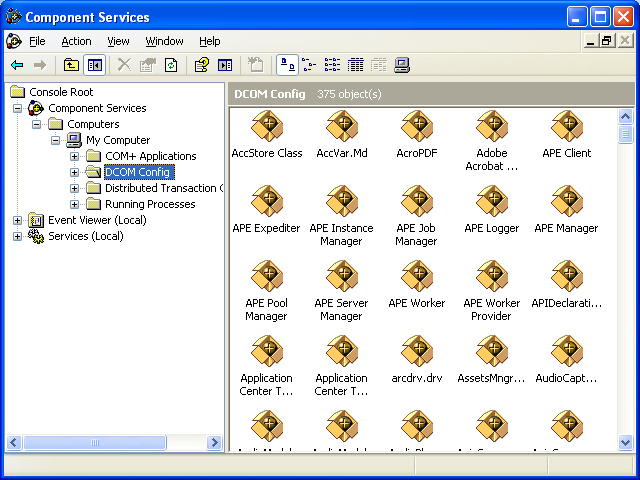 Component Services
File Action View Window Help
Console Root
Component Services
Computers
My Computer
COM+ Applications
DCOM Config
Distributed Transaction
Running Processes
Event Viewer (Local)
Services (Local)
DCOM Config 375 object(s)
AccStore Class
AccVar.Md
AcroPDF
Adobe
Acrobat ...
APE Client
APE Expediter
APE Instance
Manager
APE Job
Manager
APE Logger
APE Manager
APE Pool
Manager
APE Server
Manager
APE Worker
APE Worker
Provider
APIDeclarati...
Application
Center T...
Application
Center T...
arcdrv.drv
AssetsMngr...
AudioCapt...